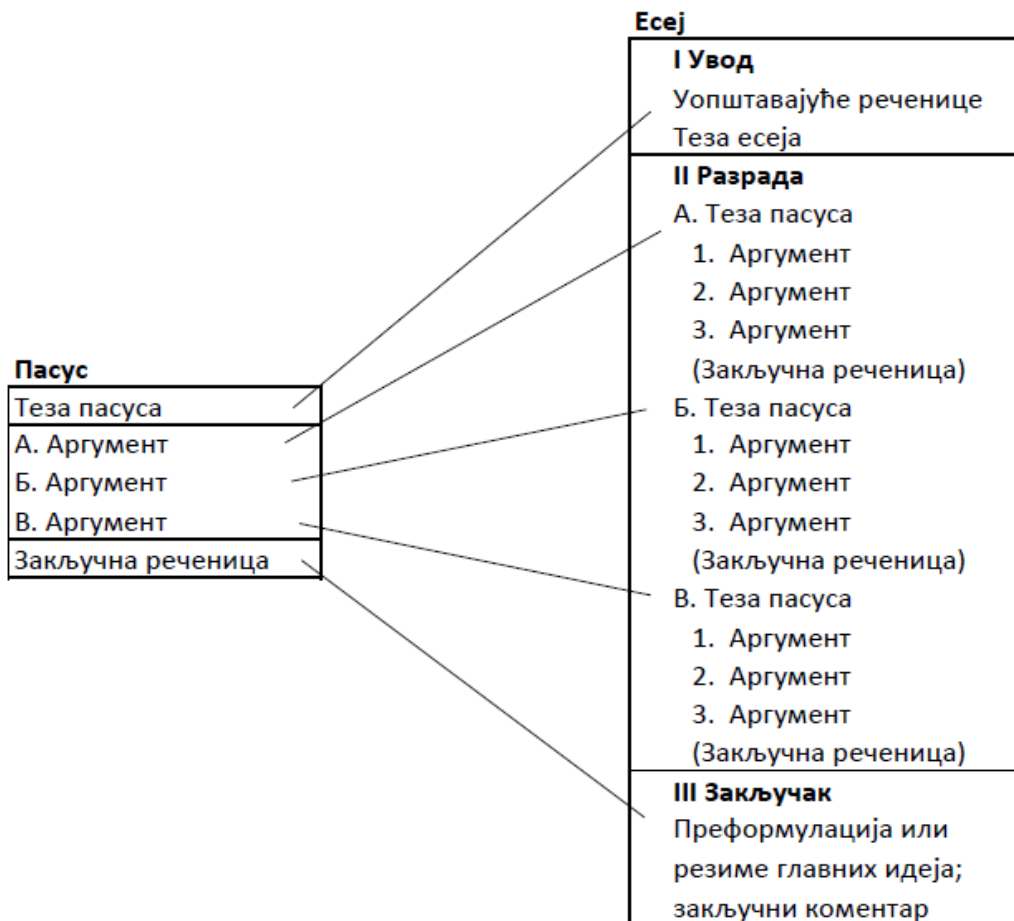 Есеј
I Увод
Уопштавајуће реченице
Теза есеја
II Разрада
А. Теза пасуса
1. Аргумент
2. Аргумент
3. Аргумент
(Закључна реченица)
Б. Теза пасуса
1. Аргумент
2. Аргумент
3. Аргумент
(Закључна реченица)
В. Теза пасуса
1. Аргумент
2. Аргумент
3. Аргумент
(Закључна реченица)
III Закључак
Преформулација или
резиме главних идеја;
закључни коментар
Пасус
Теза пасуса
А. Аргумент
Б. Аргумент
В. Аргумент
Закључна реченица